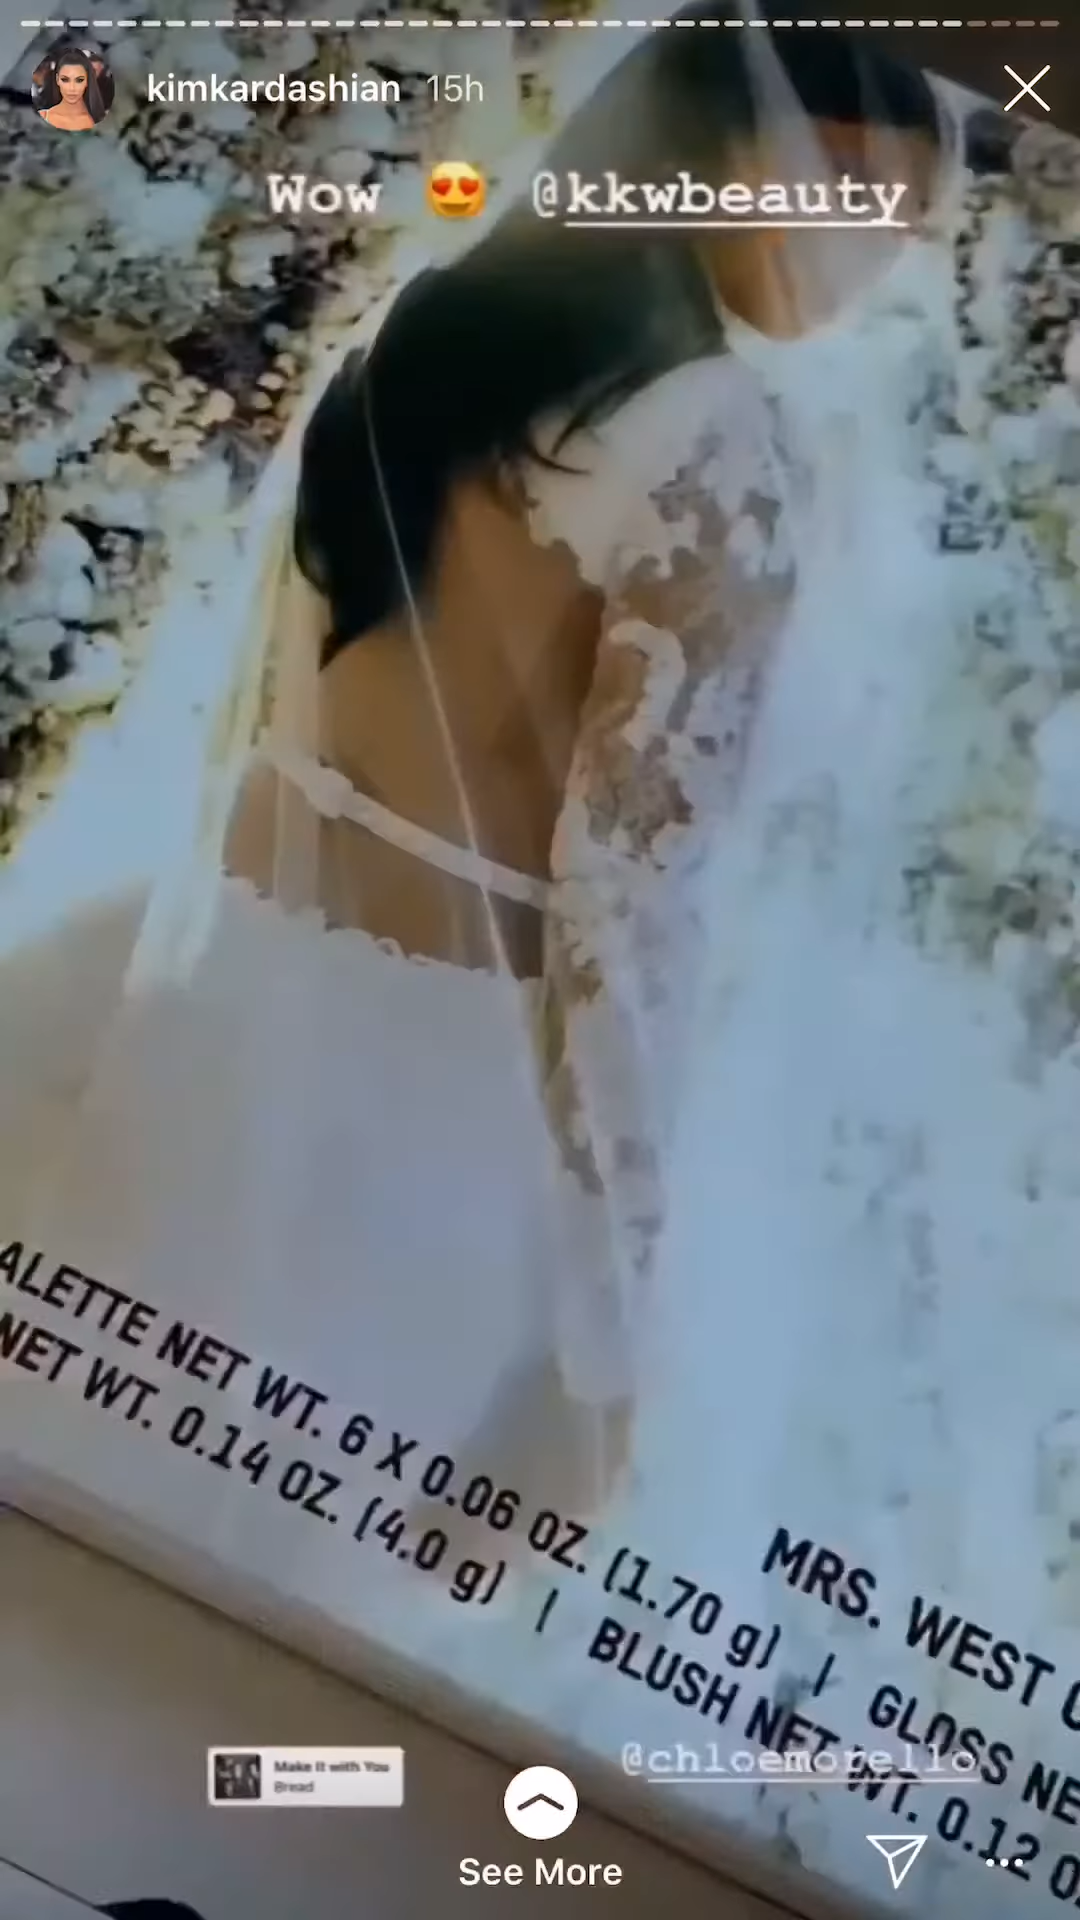 kimkardashian 15h
Wow 😍 @kkwbeauty
ALETTE NET WT. 6 X 0.06 OZ. (1.70 g) | GLOSS NE
NET WT. 0.14 OZ. (4.0 g) | BLUSH NET WT. 0.12 O
MRS. WEST C
@chloemorello
Make It with You
Bread
See More